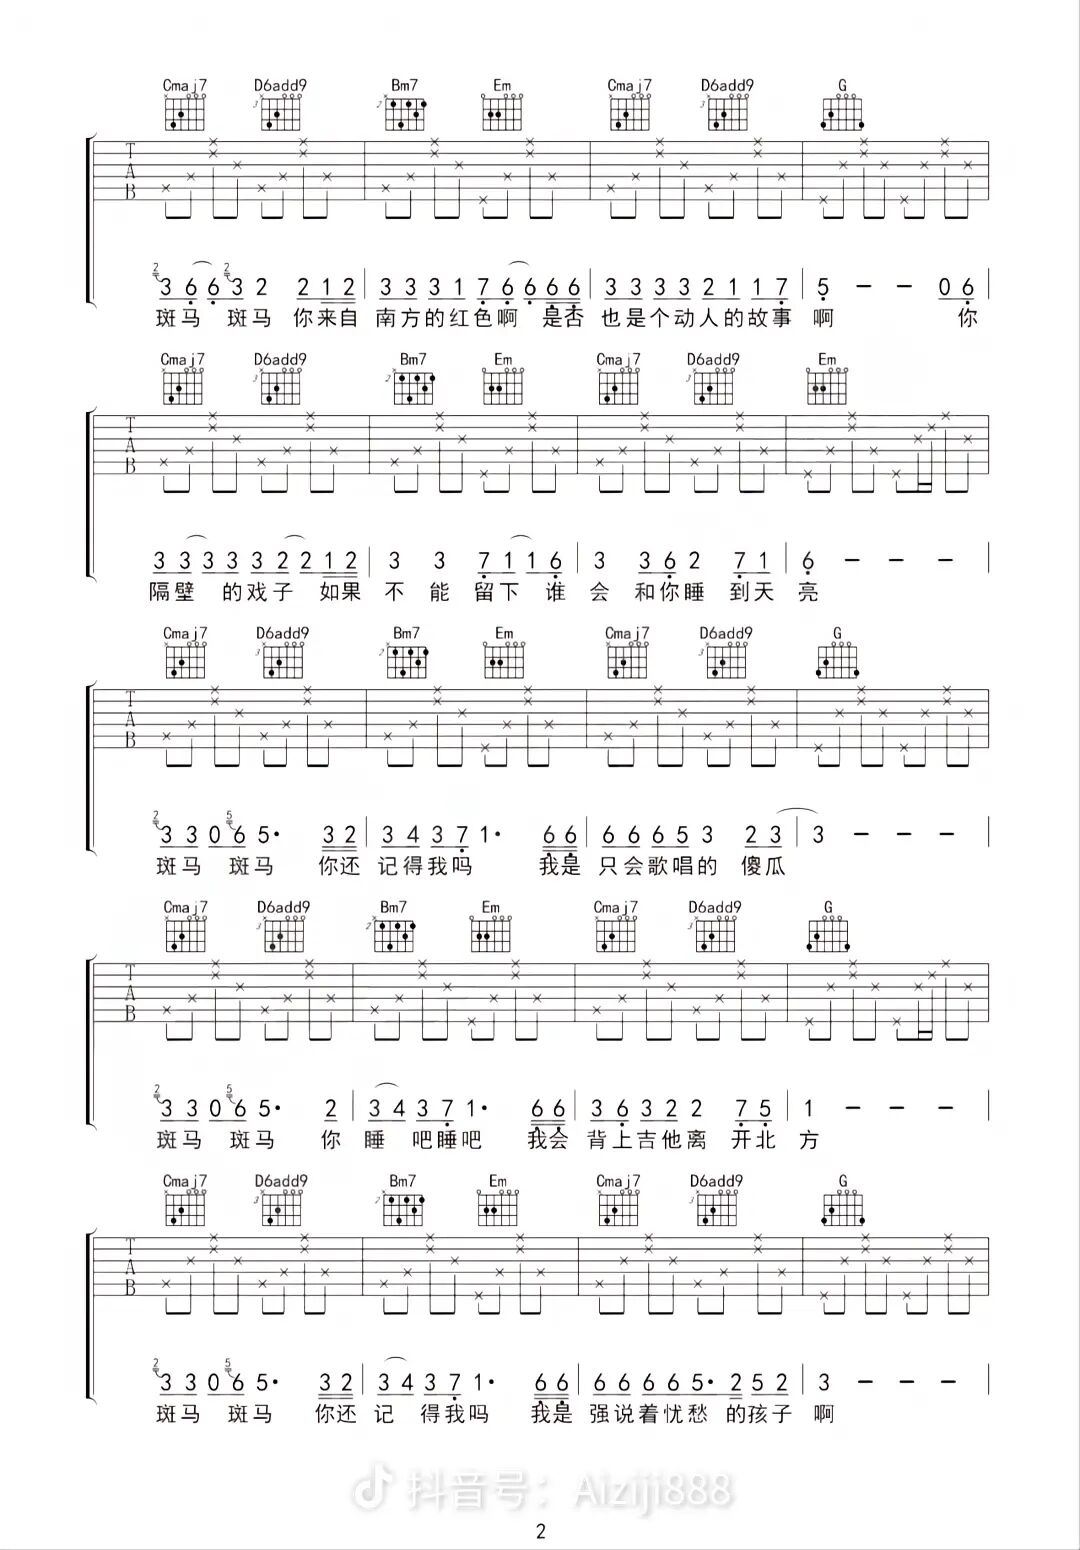 Cmaj7 D6add9 Bm7 Em Cmaj7 D6add9 G
3 6 6 3 2 2 1 2 | 3 3 3 1 7 6 6 6 6 | 3 3 3 3 2 1 1 7 | 5 — — 0 6
斑马 斑马 你来自 南方的红色啊 是否 也是个动人的故事 啊 你
Cmaj7 D6add9 Bm7 Em Cmaj7 D6add9 Em
3 3 3 3 3 2 2 1 2 | 3 3 7 1 1 6 | 3 3 6 2 7 1 | 6 — — —
隔壁 的戏子 如果 不 能 留下 谁 会 和你睡 到天 亮
Cmaj7 D6add9 Bm7 Em Cmaj7 D6add9 G
2 3 3 0 5 6 5· 3 2 | 3 4 3 7 1· 6 6 | 6 6 6 5 3 2 3 | 3 — — —
斑马 斑马 你还 记得我吗 我是 只会歌唱的 傻瓜
Cmaj7 D6add9 Bm7 Em Cmaj7 D6add9 G
2 3 3 0 5 6 5· 2 | 3 4 3 7 1· 6 6 | 3 6 3 2 2 7 5 | 1 — — —
斑马 斑马 你 睡 吧睡吧 我会 背上吉他离 开北 方
Cmaj7 D6add9 Bm7 Em Cmaj7 D6add9 G
2 3 3 0 5 6 5· 3 2 | 3 4 3 7 1· 6 6 | 6 6 6 6 5· 2 5 2 | 3 — — —
斑马 斑马 你还 记 得我吗 我是 强说着忧愁 的孩子 啊
抖音号：Aiziji888
2